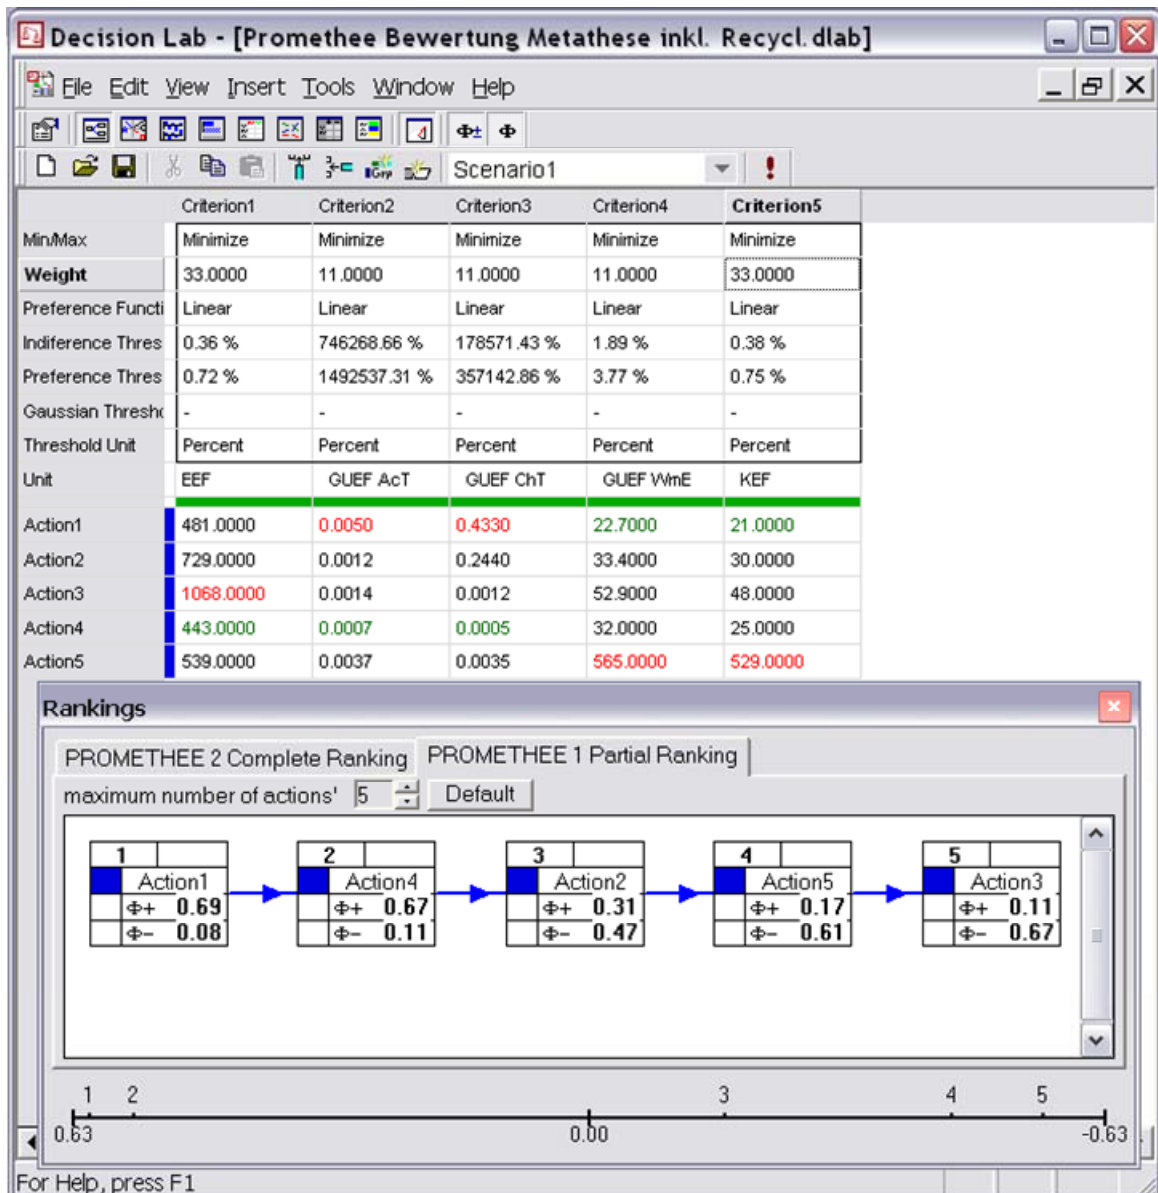 Decision Lab - [Promethee Bewertung Metathese inkl. Recycl.dlab]
File Edit View Insert Tools Window Help
Φ± Φ
Scenario1
Criterion1 Criterion2 Criterion3 Criterion4 Criterion5
Min/Max Minimize Minimize Minimize Minimize Minimize
Weight 33.0000 11.0000 11.0000 11.0000 33.0000
Preference Functi Linear Linear Linear Linear Linear
Indiference Thres 0.36 % 746268.66 % 178571.43 % 1.89 % 0.38 %
Preference Thres 0.72 % 1492537.31 % 357142.86 % 3.77 % 0.75 %
Gaussian Thresho - - - - -
Threshold Unit Percent Percent Percent Percent Percent
Unit EEF GUEF AcT GUEF ChT GUEF WmE KEF
Action1 481.0000 0.0050 0.4330 22.7000 21.0000
Action2 729.0000 0.0012 0.2440 33.4000 30.0000
Action3 1068.0000 0.0014 0.0012 52.9000 48.0000
Action4 443.0000 0.0007 0.0005 32.0000 25.0000
Action5 539.0000 0.0037 0.0035 565.0000 529.0000
Rankings
PROMETHEE 2 Complete Ranking PROMETHEE 1 Partial Ranking
maximum number of actions' 5 Default
1 2 3 4 5
Action1 Action4 Action2 Action5 Action3
Φ+ 0.69 Φ+ 0.67 Φ+ 0.31 Φ+ 0.17 Φ+ 0.11
Φ- 0.08 Φ- 0.11 Φ- 0.47 Φ- 0.61 Φ- 0.67
1 2 3 4 5
0.63 0.00 -0.63
For Help, press F1